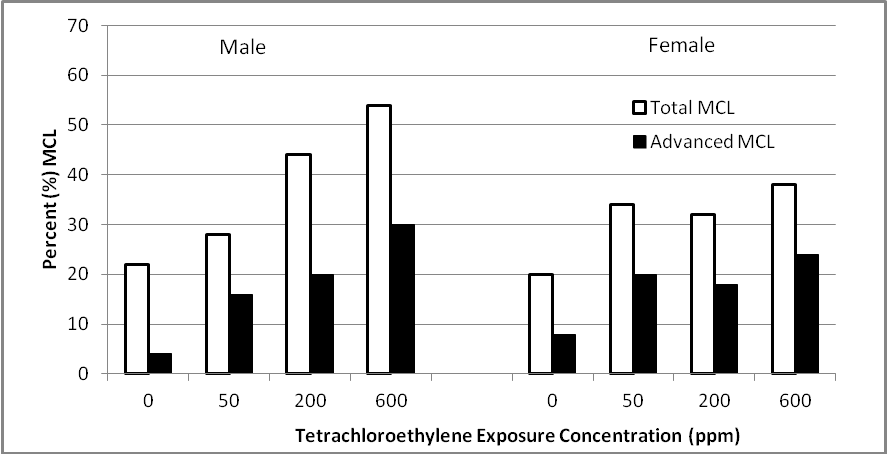 70
60
50
40
30
20
10
0
Percent (%) MCL
Male
Female
Total MCL
Advanced MCL
0 50 200 600 0 50 200 600
Tetrachloroethylene Exposure Concentration (ppm)